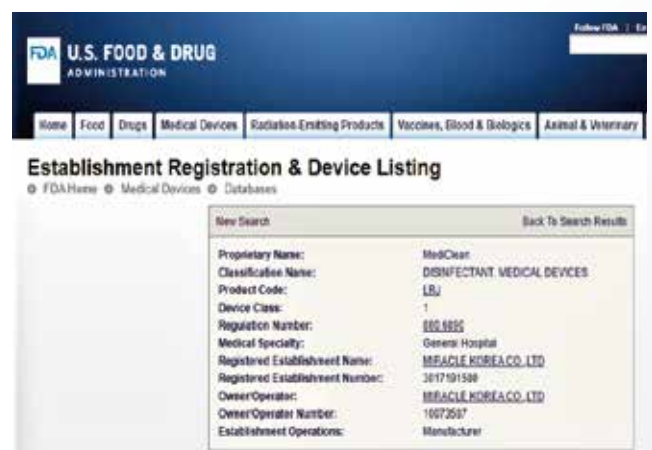 Follow FDA |
FDA U.S. FOOD & DRUG
ADMINISTRATION
Home Food Drugs Medical Devices Radiation-Emitting Products Vaccines, Blood & Biologics Animal & Veterinary
Establishment Registration & Device Listing
FDA Home Medical Devices Databases
New Search Back To Search Results
Proprietary Name: MediClean
Classification Name: DISINFECTANT, MEDICAL DEVICES
Product Code: LRJ
Device Class: 1
Regulation Number: 880.6890
Medical Specialty: General Hospital
Registered Establishment Name: MIRACLE KOREA CO., LTD
Registered Establishment Number:
Owner/Operator: MIRACLE KOREA CO., LTD
Owner/Operator Number:
Establishment Operations: Manufacturer